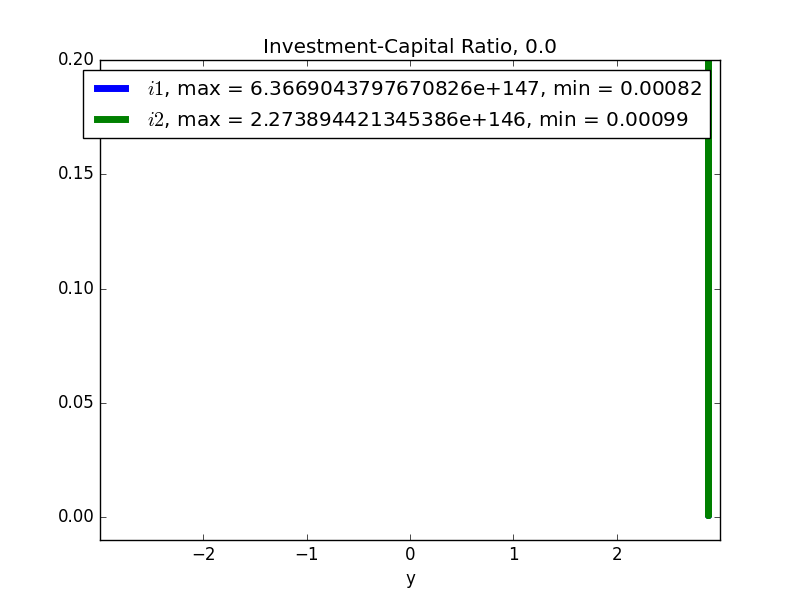 Investment-Capital Ratio, 0.0
0.20
i1, max = 6.3669043797670826e+147, min = 0.00082
i2, max = 2.273894421345386e+146, min = 0.00099
0.15
0.10
0.05
0.00
−2 −1 0 1 2
y